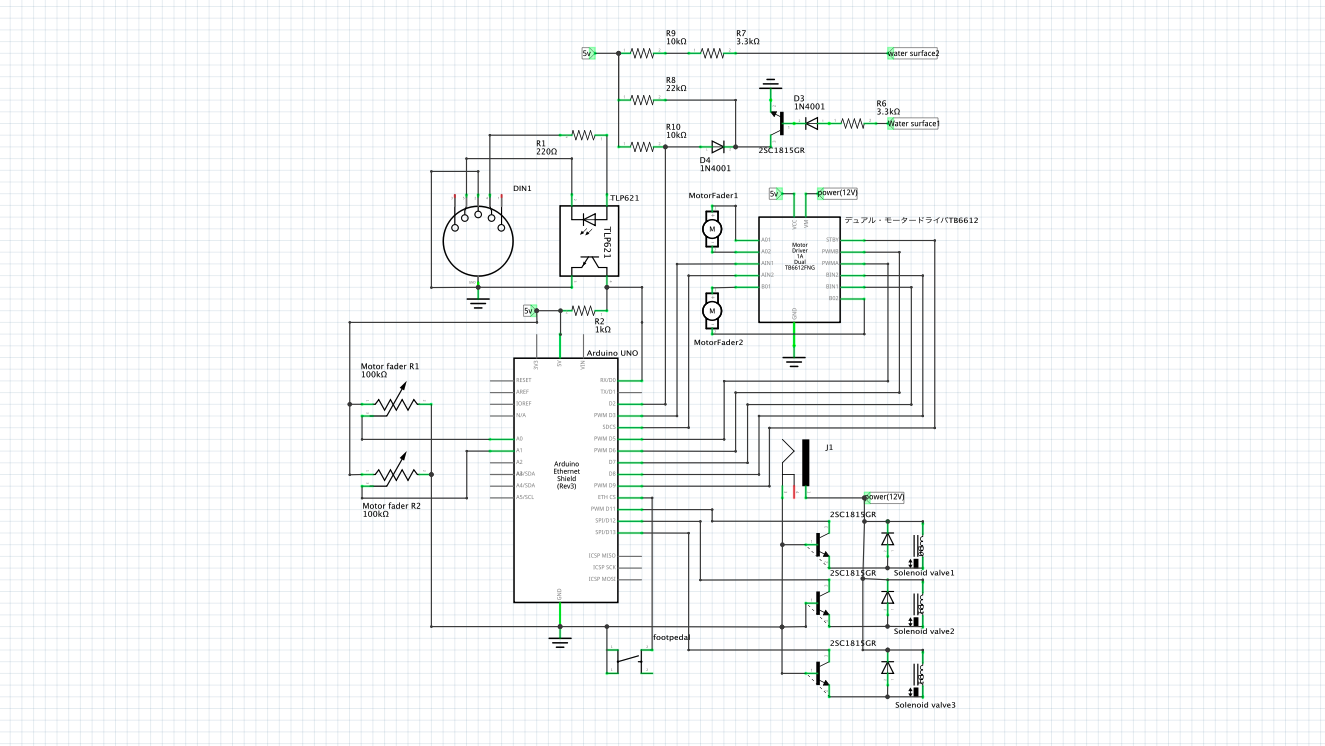 R9
10kΩ
R7
3.3kΩ
5v
water surface2
R8
22kΩ
D3
1N4001
R6
3.3kΩ
Water surface1
R10
10kΩ
2SC1815GR
D4
1N4001
R1
220Ω
DIN1
TLP621
TLP621
MotorFader1
M
5v
power(12V)
デュアル・モータードライバTB6612
VCC
VM
Motor
Driver
1A
Dual
TB6612FNG
A01
A02
AIN1
AIN2
B01
STBY
PWMB
PWMA
BIN2
BIN1
B02
GND
M
MotorFader2
5v
R2
1kΩ
Arduino UNO
3V3
5V
VIN
Motor fader R1
100kΩ
Motor fader R2
100kΩ
RESET
AREF
IOREF
N/A
A0
A1
A2
A4/SDA
A5/SCL
Arduino
Ethernet
Shield
(Rev3)
RX/D0
TX/D1
D2
PWM D3
SDCS
PWM D5
PWM D6
D7
D8
PWM D9
ETH CS
PWM D11
SPI/D12
SPI/D13
ICSP MISO
ICSP SCK
ICSP MOSI
GND
footpedal
J1
power(12V)
2SC1815GR
Solenoid valve1
2SC1815GR
Solenoid valve2
2SC1815GR
Solenoid valve3